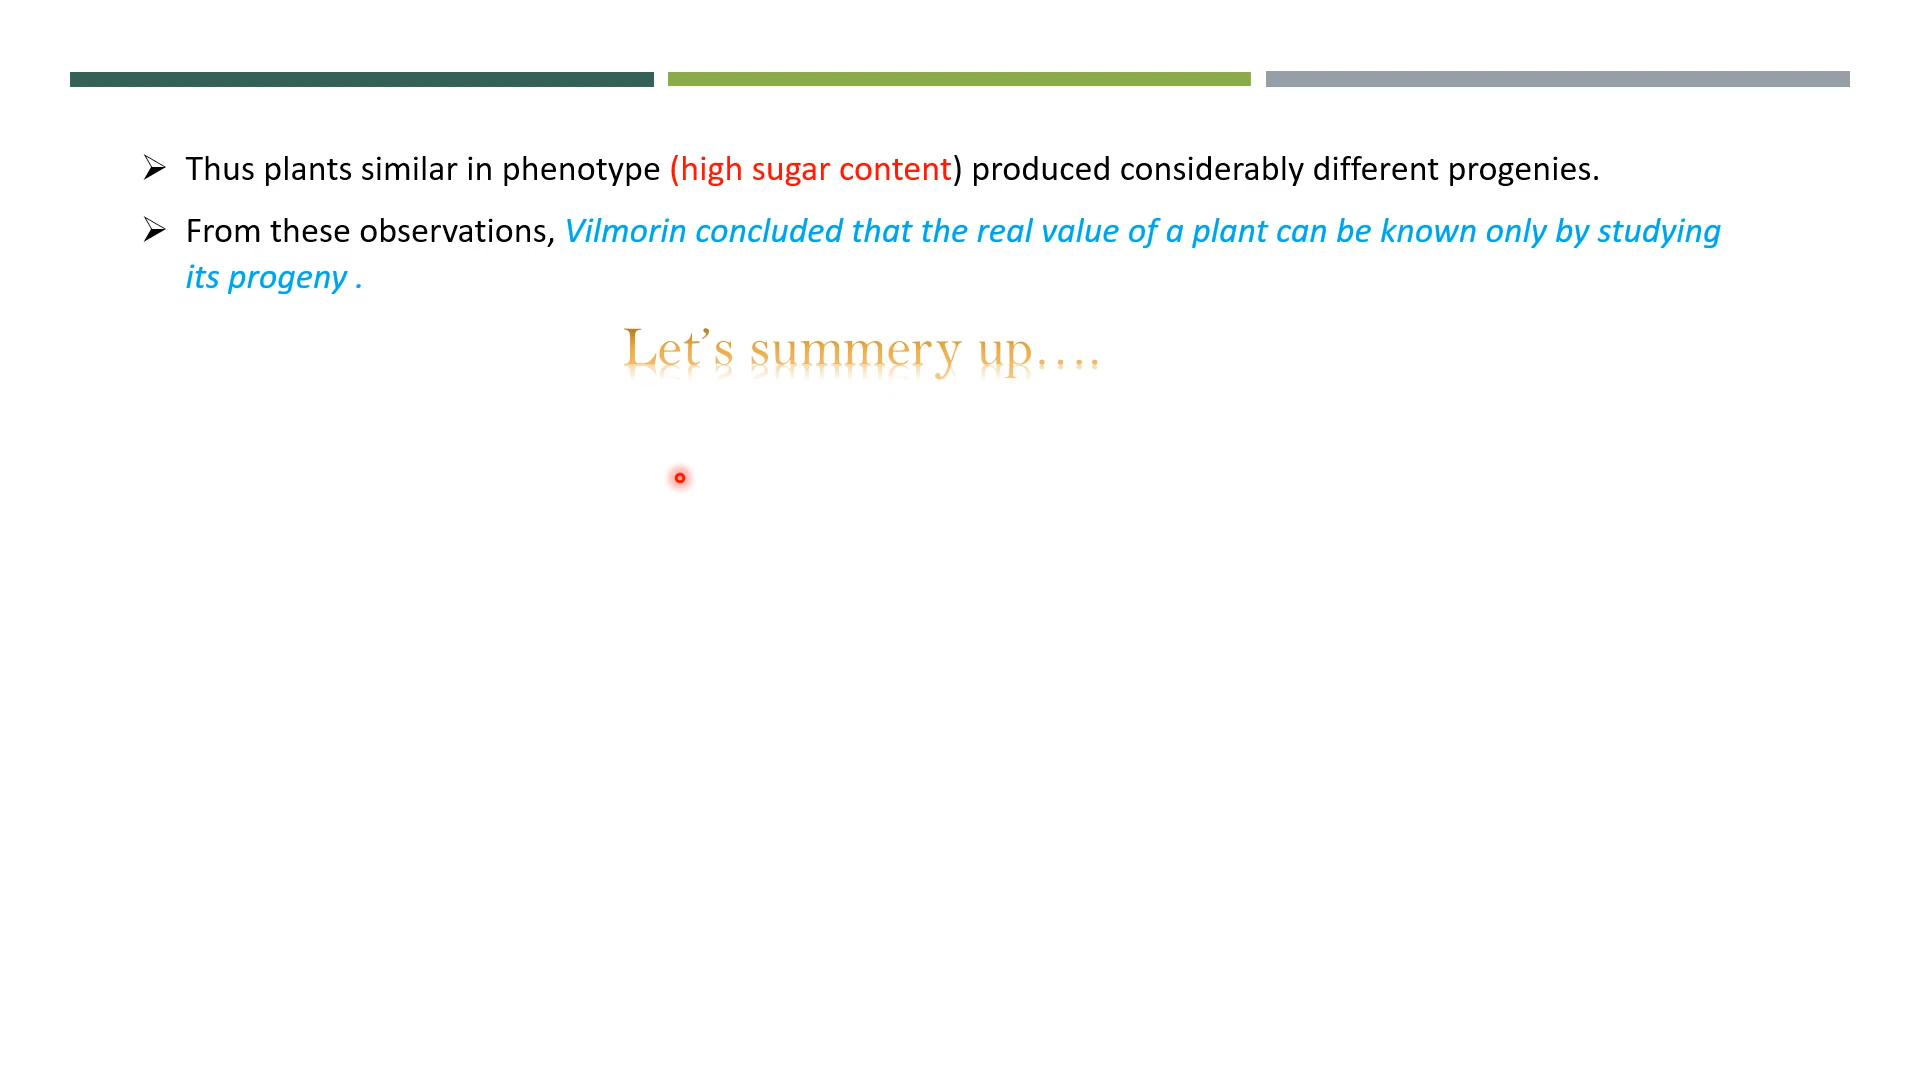 ➢ Thus plants similar in phenotype (high sugar content) produced considerably different progenies.
➢ From these observations, Vilmorin concluded that the real value of a plant can be known only by studying
its progeny .
Let’s summery up....